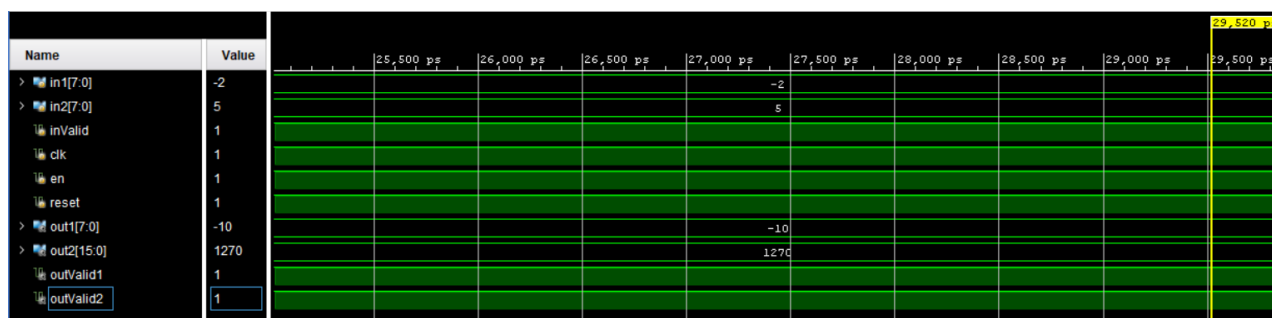 29,520 p
Name Value
25,500 ps 26,000 ps 26,500 ps 27,000 ps 27,500 ps 28,000 ps 28,500 ps 29,000 ps 29,500 ps
in1[7:0] -2 -2
in2[7:0] 5 5
inValid 1
clk 1
en 1
reset 1
out1[7:0] -10 -10
out2[15:0] 1270 1270
outValid1 1
outValid2 1